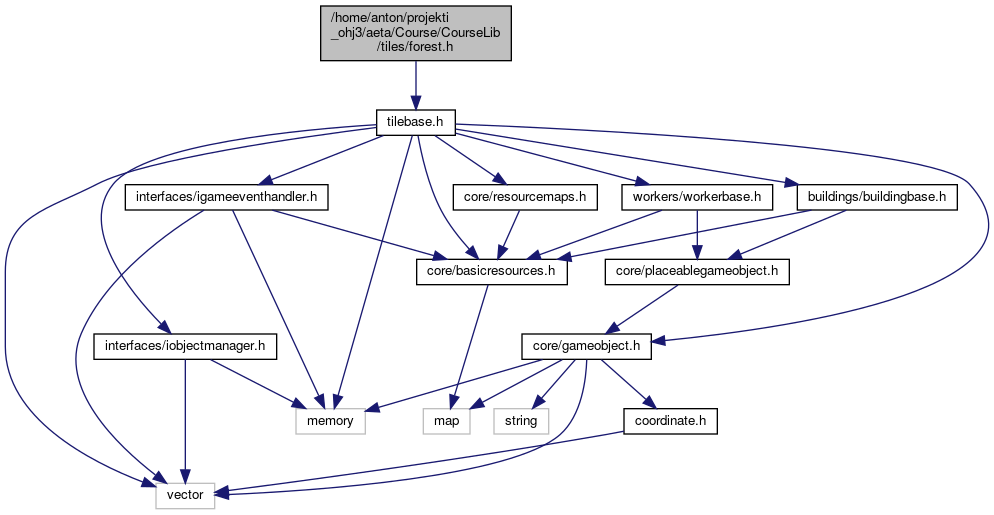 /home/anton/projekti
_ohj3/aeta/Course/CourseLib
/tiles/forest.h
tilebase.h
interfaces/igameeventhandler.h
core/resourcemaps.h
workers/workerbase.h
buildings/buildingbase.h
core/basicresources.h
core/placeablegameobject.h
interfaces/iobjectmanager.h
core/gameobject.h
memory
map
string
coordinate.h
vector